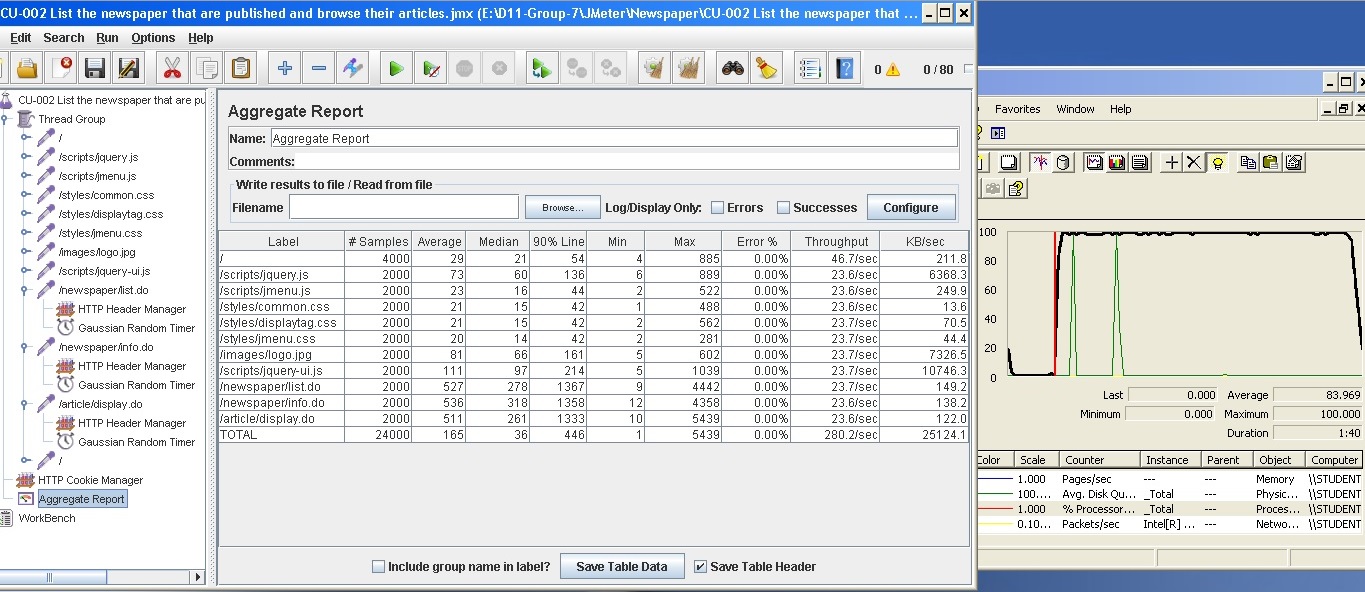 CU-002 List the newspaper that are published and browse their articles.jmx (E:\D11-Group-7\JMeter\Newspaper\CU-002 List the newspaper that ...
Edit Search Run Options Help
0 0 / 80
CU-002 List the newspaper that are pu
Thread Group
/
/scripts/jquery.js
/scripts/jmenu.js
/styles/common.css
/styles/displaytag.css
/styles/jmenu.css
/images/logo.jpg
/scripts/jquery-ui.js
/newspaper/list.do
HTTP Header Manager
Gaussian Random Timer
/newspaper/info.do
HTTP Header Manager
Gaussian Random Timer
/article/display.do
HTTP Header Manager
Gaussian Random Timer
/
HTTP Cookie Manager
Aggregate Report
WorkBench
Aggregate Report
Name: Aggregate Report
Comments:
Write results to file / Read from file
Filename Browse... Log/Display Only: Errors Successes Configure
Label # Samples Average Median 90% Line Min Max Error % Throughput KB/sec
/ 4000 29 21 54 4 885 0.00% 46.7/sec 211.8
/scripts/jquery.js 2000 73 60 136 6 889 0.00% 23.6/sec 6368.3
/scripts/jmenu.js 2000 23 16 44 2 522 0.00% 23.7/sec 249.9
/styles/common.css 2000 21 15 42 1 488 0.00% 23.6/sec 13.6
/styles/displaytag.css 2000 21 15 42 2 562 0.00% 23.7/sec 70.5
/styles/jmenu.css 2000 20 14 42 2 281 0.00% 23.7/sec 44.4
/images/logo.jpg 2000 81 66 161 5 602 0.00% 23.7/sec 7326.5
/scripts/jquery-ui.js 2000 111 97 214 5 1039 0.00% 23.6/sec 10746.3
/newspaper/list.do 2000 527 278 1367 9 4442 0.00% 23.7/sec 149.2
/newspaper/info.do 2000 536 318 1358 12 4358 0.00% 23.6/sec 138.2
/article/display.do 2000 511 261 1333 10 5439 0.00% 23.6/sec 122.0
TOTAL 24000 165 36 446 1 5439 0.00% 280.2/sec 25124.1
Include group name in label? Save Table Data Save Table Header
Favorites Window Help
100
80
60
40
20
0
Last 0.000 Average 83.969
Minimum 0.000 Maximum 100.000
Duration 1:40
Color Scale Counter Instance Parent Object Computer
1.000 Pages/sec --- --- Memory \\STUDENT
100.... Avg. Disk Qu... _Total --- Physic... \\STUDENT
1.000 % Processor... _Total --- Proces... \\STUDENT
0.10... Packets/sec Intel[R] ... --- Netwo... \\STUDENT